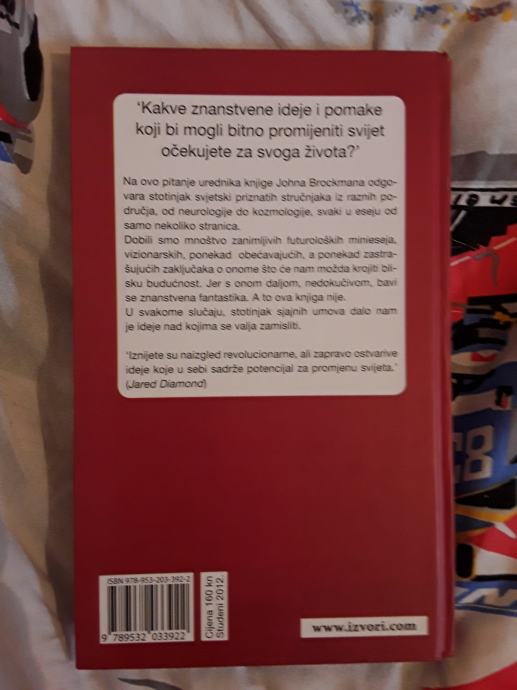 'Kakve znanstvene ideje i pomake
koji bi mogli bitno promijeniti svijet
očekujete za svoga života?'
Na ovo pitanje urednika knjige Johna Brockmana odgo-
vara stotinjak svjetski priznatih stručnjaka iz raznih po-
dručja, od neurologije do kozmologije, svaki u eseju od
samo nekoliko stranica.
Dobili smo mnoštvo zanimljivih futuroloških miniеseja,
vizionarskih, ponekad obećavajućih, a ponekad zastra-
šujućih zaključaka o onome što će nam možda krojiti bli-
sku budućnost. Jer s onom daljom, nedokučivom, bavi
se znanstvena fantastika. A to ova knjiga nije.
U svakome slučaju, stotinjak sjajnih umova dalo nam
je ideje nad kojima se valja zamisliti.
'Iznijete su naizgled revolucionarne, ali zapravo ostvarive
ideje koje u sebi sadrže potencijal za promjenu svijeta.'
(Jared Diamond)
ISBN 978-953-203-392-2
9 789532 033922
Cijena 160 kn
Studeni 2012.
www.izvori.com